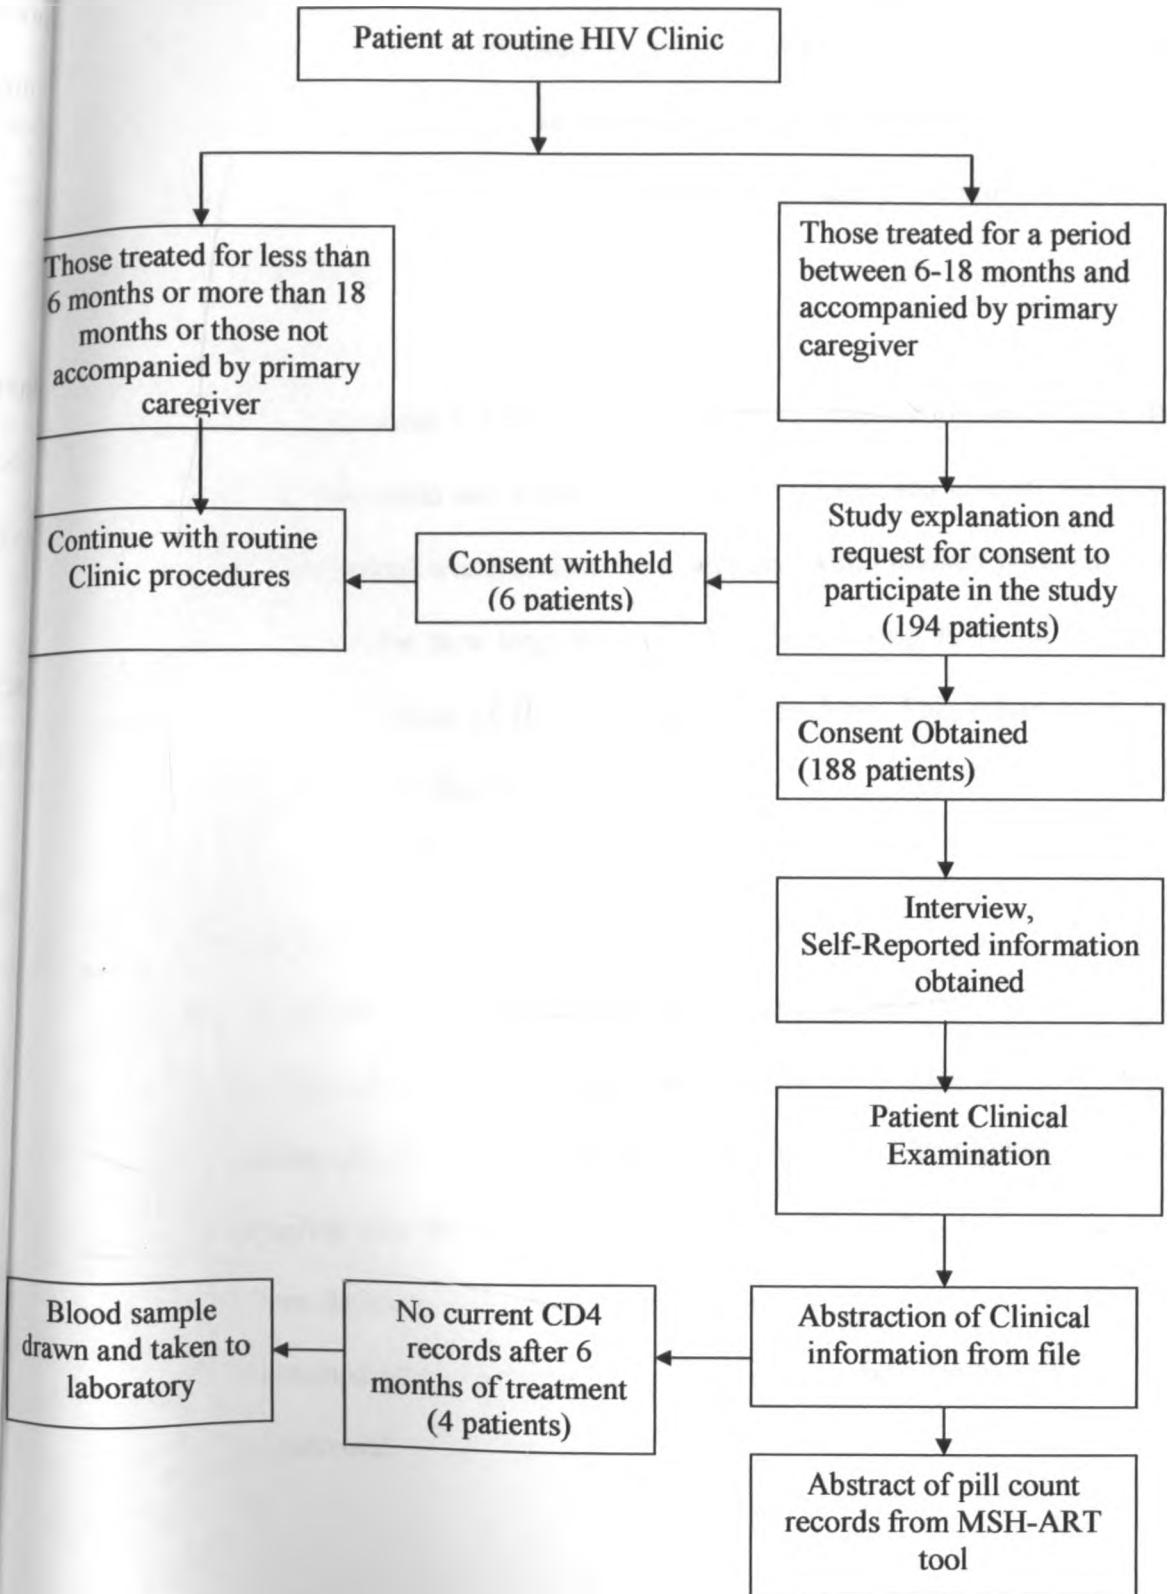 Patient at routine HIV Clinic
Those treated for less than
6 months or more than 18
months or those not
accompanied by primary
caregiver
Those treated for a period
between 6-18 months and
accompanied by primary
caregiver
Continue with routine
Clinic procedures
Consent withheld
(6 patients)
Study explanation and
request for consent to
participate in the study
(194 patients)
Consent Obtained
(188 patients)
Interview,
Self-Reported information
obtained
Patient Clinical
Examination
Blood sample
drawn and taken to
laboratory
No current CD4
records after 6
months of treatment
(4 patients)
Abstraction of Clinical
information from file
Abstract of pill count
records from MSH-ART
tool